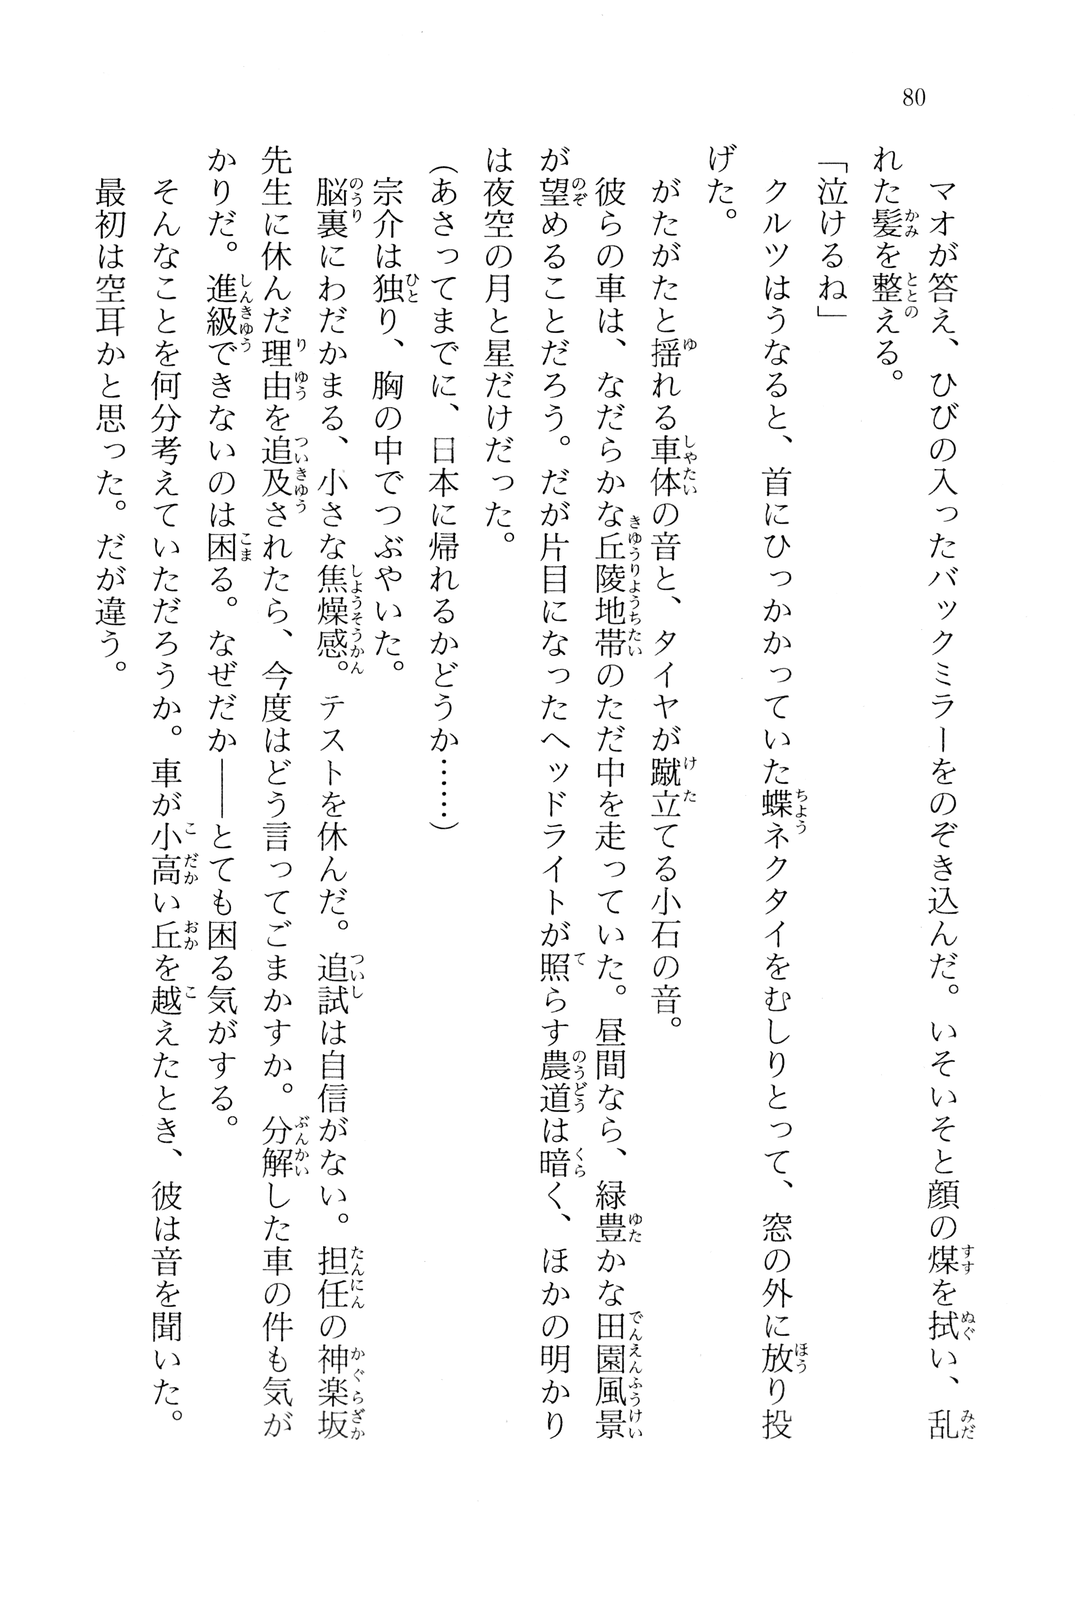 80
マオが答え、ひびの入ったバックミラーをのぞき込んだ。いそいそと顔の煤を拭い、乱
れた髪を整える。
「泣けるね」
クルツはうなると、首にひっかかっていた蝶ネクタイをむしりとって、窓の外に放り投
げた。
がたがたと揺れる車体の音と、タイヤが蹴立てる小石の音。
彼らの車は、なだらかな丘陵地帯のただ中を走っていた。昼間なら、緑豊かな田園風景
が望めることだろう。だが片目になったヘッドライトが照らす農道は暗く、ほかの明かり
は夜空の月と星だけだった。
（あさってまでに、日本に帰れるかどうか……）
宗介は独り、胸の中でつぶやいた。
脳裏にわだかまる、小さな焦燥感。テストを休んだ。追試は自信がない。担任の神楽坂
先生に休んだ理由を追及されたら、今度はどう言ってごまかすか。分解した車の件も気が
かりだ。進級できないのは困る。なぜだか――とても困る気がする。
そんなことを何分考えていただろうか。車が小高い丘を越えたとき、彼は音を聞いた。
最初は空耳かと思った。だが違う。